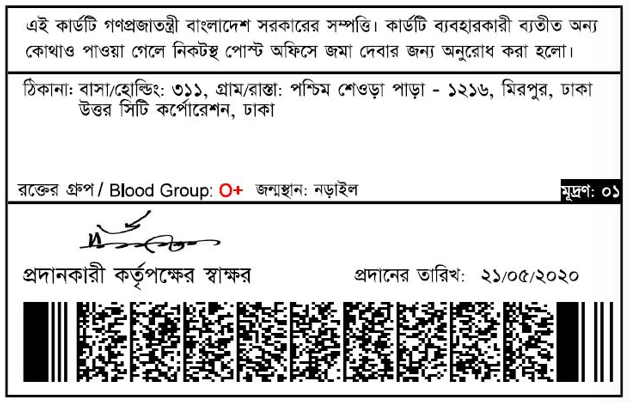 এই কার্ডটি গণপ্রজাতন্ত্রী বাংলাদেশ সরকারের সম্পত্তি। কার্ডটি ব্যবহারকারী ব্যতীত অন্য
কোথাও পাওয়া গেলে নিকটস্থ পোস্ট অফিসে জমা দেবার জন্য অনুরোধ করা হলো।
ঠিকানা: বাসা/হোল্ডিং: ৩১১, গ্রাম/রাস্তা: পশ্চিম শেওড়া পাড়া - ১২১৬, মিরপুর, ঢাকা
উত্তর সিটি কর্পোরেশন, ঢাকা
রক্তের গ্রুপ / Blood Group: O+ জন্মস্থান: নড়াইল মূদ্রণ: ০১
প্রদানকারী কর্তৃপক্ষের স্বাক্ষর প্রদানের তারিখ: ২১/০৫/২০২০